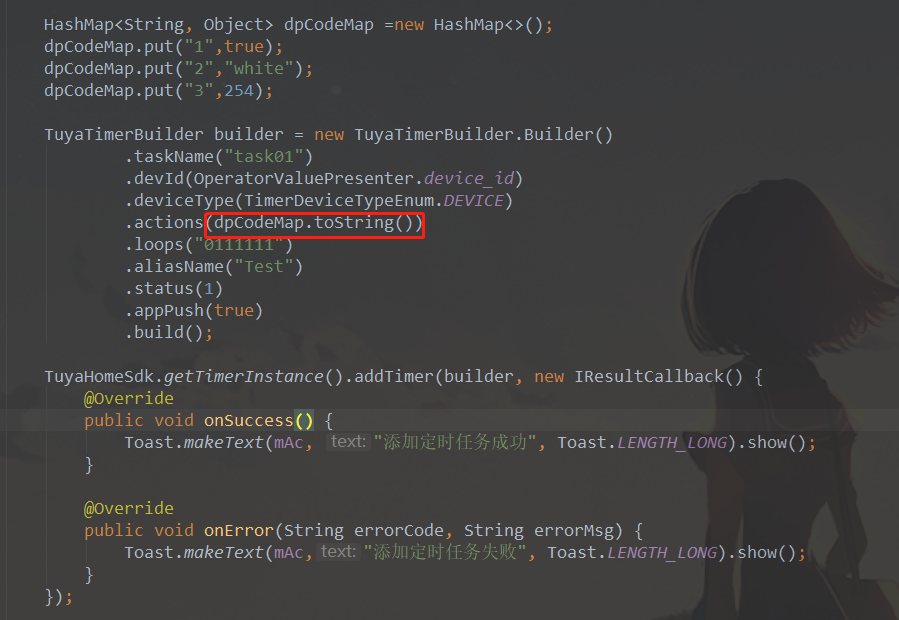 HashMap<String, Object> dpCodeMap =new HashMap<>();
dpCodeMap.put("1",true);
dpCodeMap.put("2","white");
dpCodeMap.put("3",254);
TuyaTimerBuilder builder = new TuyaTimerBuilder.Builder()
.taskName("task01")
.devId(OperatorValuePresenter.device_id)
.deviceType(TimerDeviceTypeEnum.DEVICE)
.actions(dpCodeMap.toString())
.loops("0111111")
.aliasName("Test")
.status(1)
.appPush(true)
.build();
TuyaHomeSdk.getTimerInstance().addTimer(builder, new IResultCallback() {
@Override
public void onSuccess() {
Toast.makeText(mAc, text: "添加定时任务成功", Toast.LENGTH_LONG).show();
}
@Override
public void onError(String errorCode, String errorMsg) {
Toast.makeText(mAc, text: "添加定时任务失败", Toast.LENGTH_LONG).show();
}
});